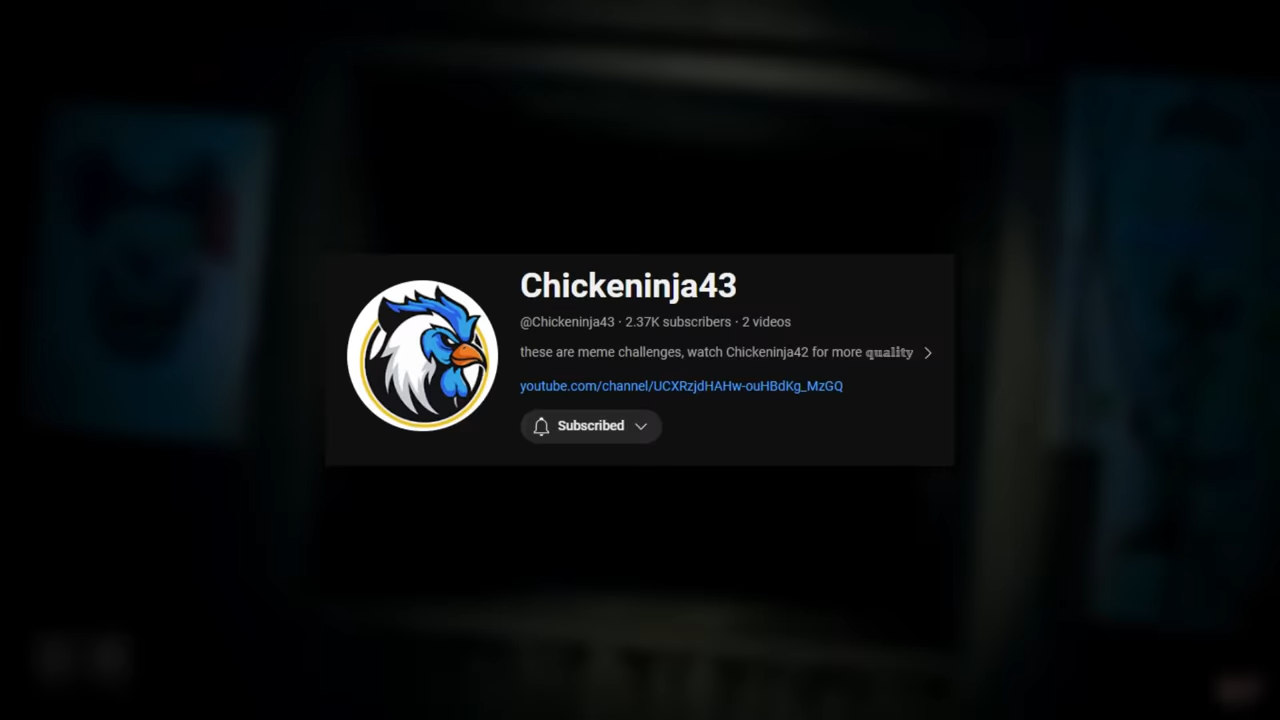 Chickeninja43
@Chickeninja43 · 2.37K subscribers · 2 videos
these are meme challenges, watch Chickeninja42 for more 𝕢𝕦𝕒𝕝𝕚𝕥𝕪
youtube.com/channel/UCXRzjdHAHw-ouHBdKg_MzGQ
Subscribed